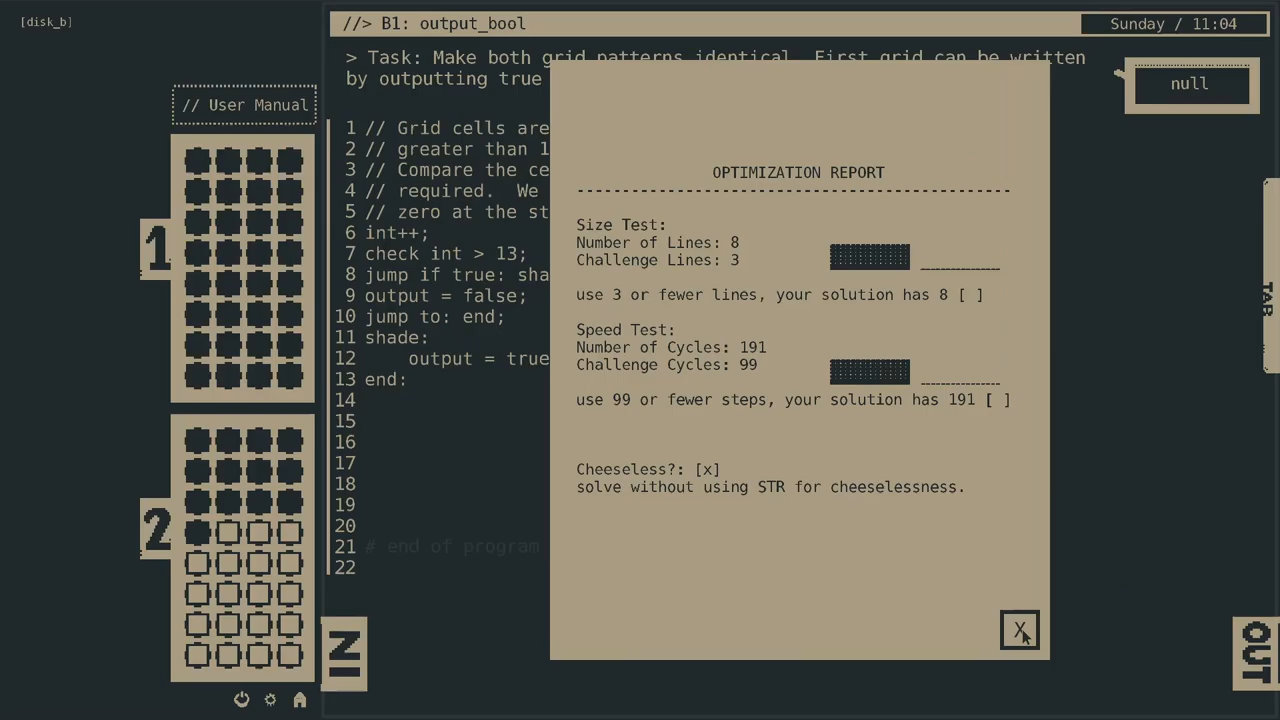 [disk_b]
//> B1: output_bool
Sunday / 11:04
> Task: Make both grid patterns identical. First grid can be written
by outputting true
null
// User Manual
1 // Grid cells are
2 // greater than 1
3 // Compare the ce
4 // required. We
5 // zero at the st
6 int++;
7 check int > 13;
8 jump if true: sha
9 output = false;
10 jump to: end;
11 shade:
12 output = true
13 end:
14
15
16
17
18
19
20
21 # end of program
22
1
2
OPTIMIZATION REPORT
Size Test:
Number of Lines: 8
Challenge Lines: 3
use 3 or fewer lines, your solution has 8 [ ]
Speed Test:
Number of Cycles: 191
Challenge Cycles: 99
use 99 or fewer steps, your solution has 191 [ ]
Cheeseless?: [x]
solve without using STR for cheeselessness.
X
TAB
IN
OUT